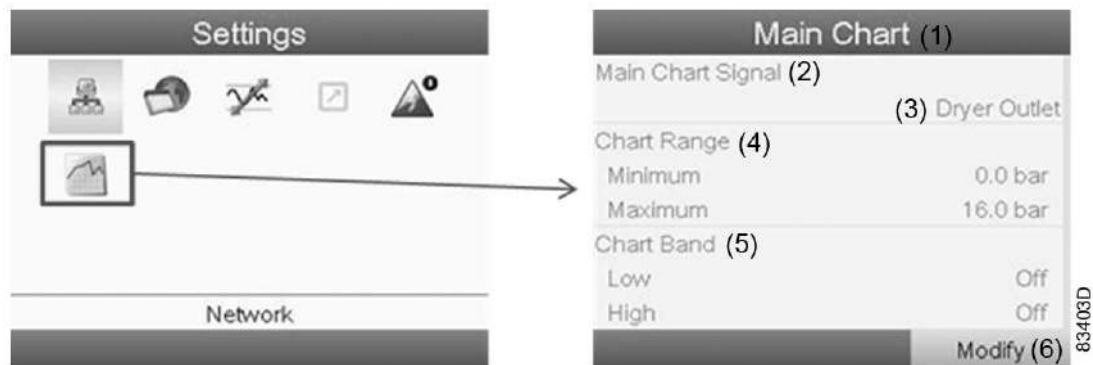 Settings
Network
Main Chart (1)
Main Chart Signal (2)
(3) Dryer Outlet
Chart Range (4)
Minimum 0.0 bar
Maximum 16.0 bar
Chart Band (5)
Low Off
High Off
Modify (6)
83403D